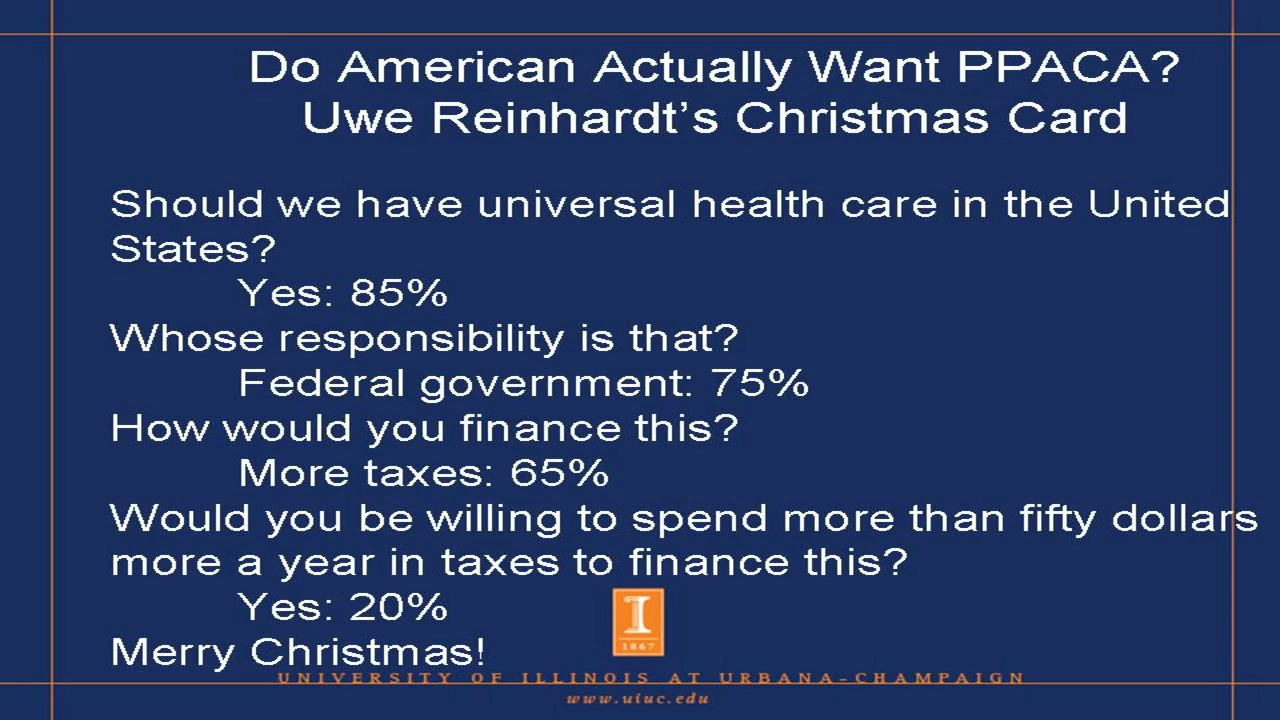 Do American Actually Want PPACA?
Uwe Reinhardt's Christmas Card
Should we have universal health care in the United
States?
Yes: 85%
Whose responsibility is that?
Federal government: 75%
How would you finance this?
More taxes: 65%
Would you be willing to spend more than fifty dollars
more a year in taxes to finance this?
Yes: 20%
Merry Christmas!
I
1867
UNIVERSITY OF ILLINOIS AT URBANA-CHAMPAIGN
www.uiuc.edu